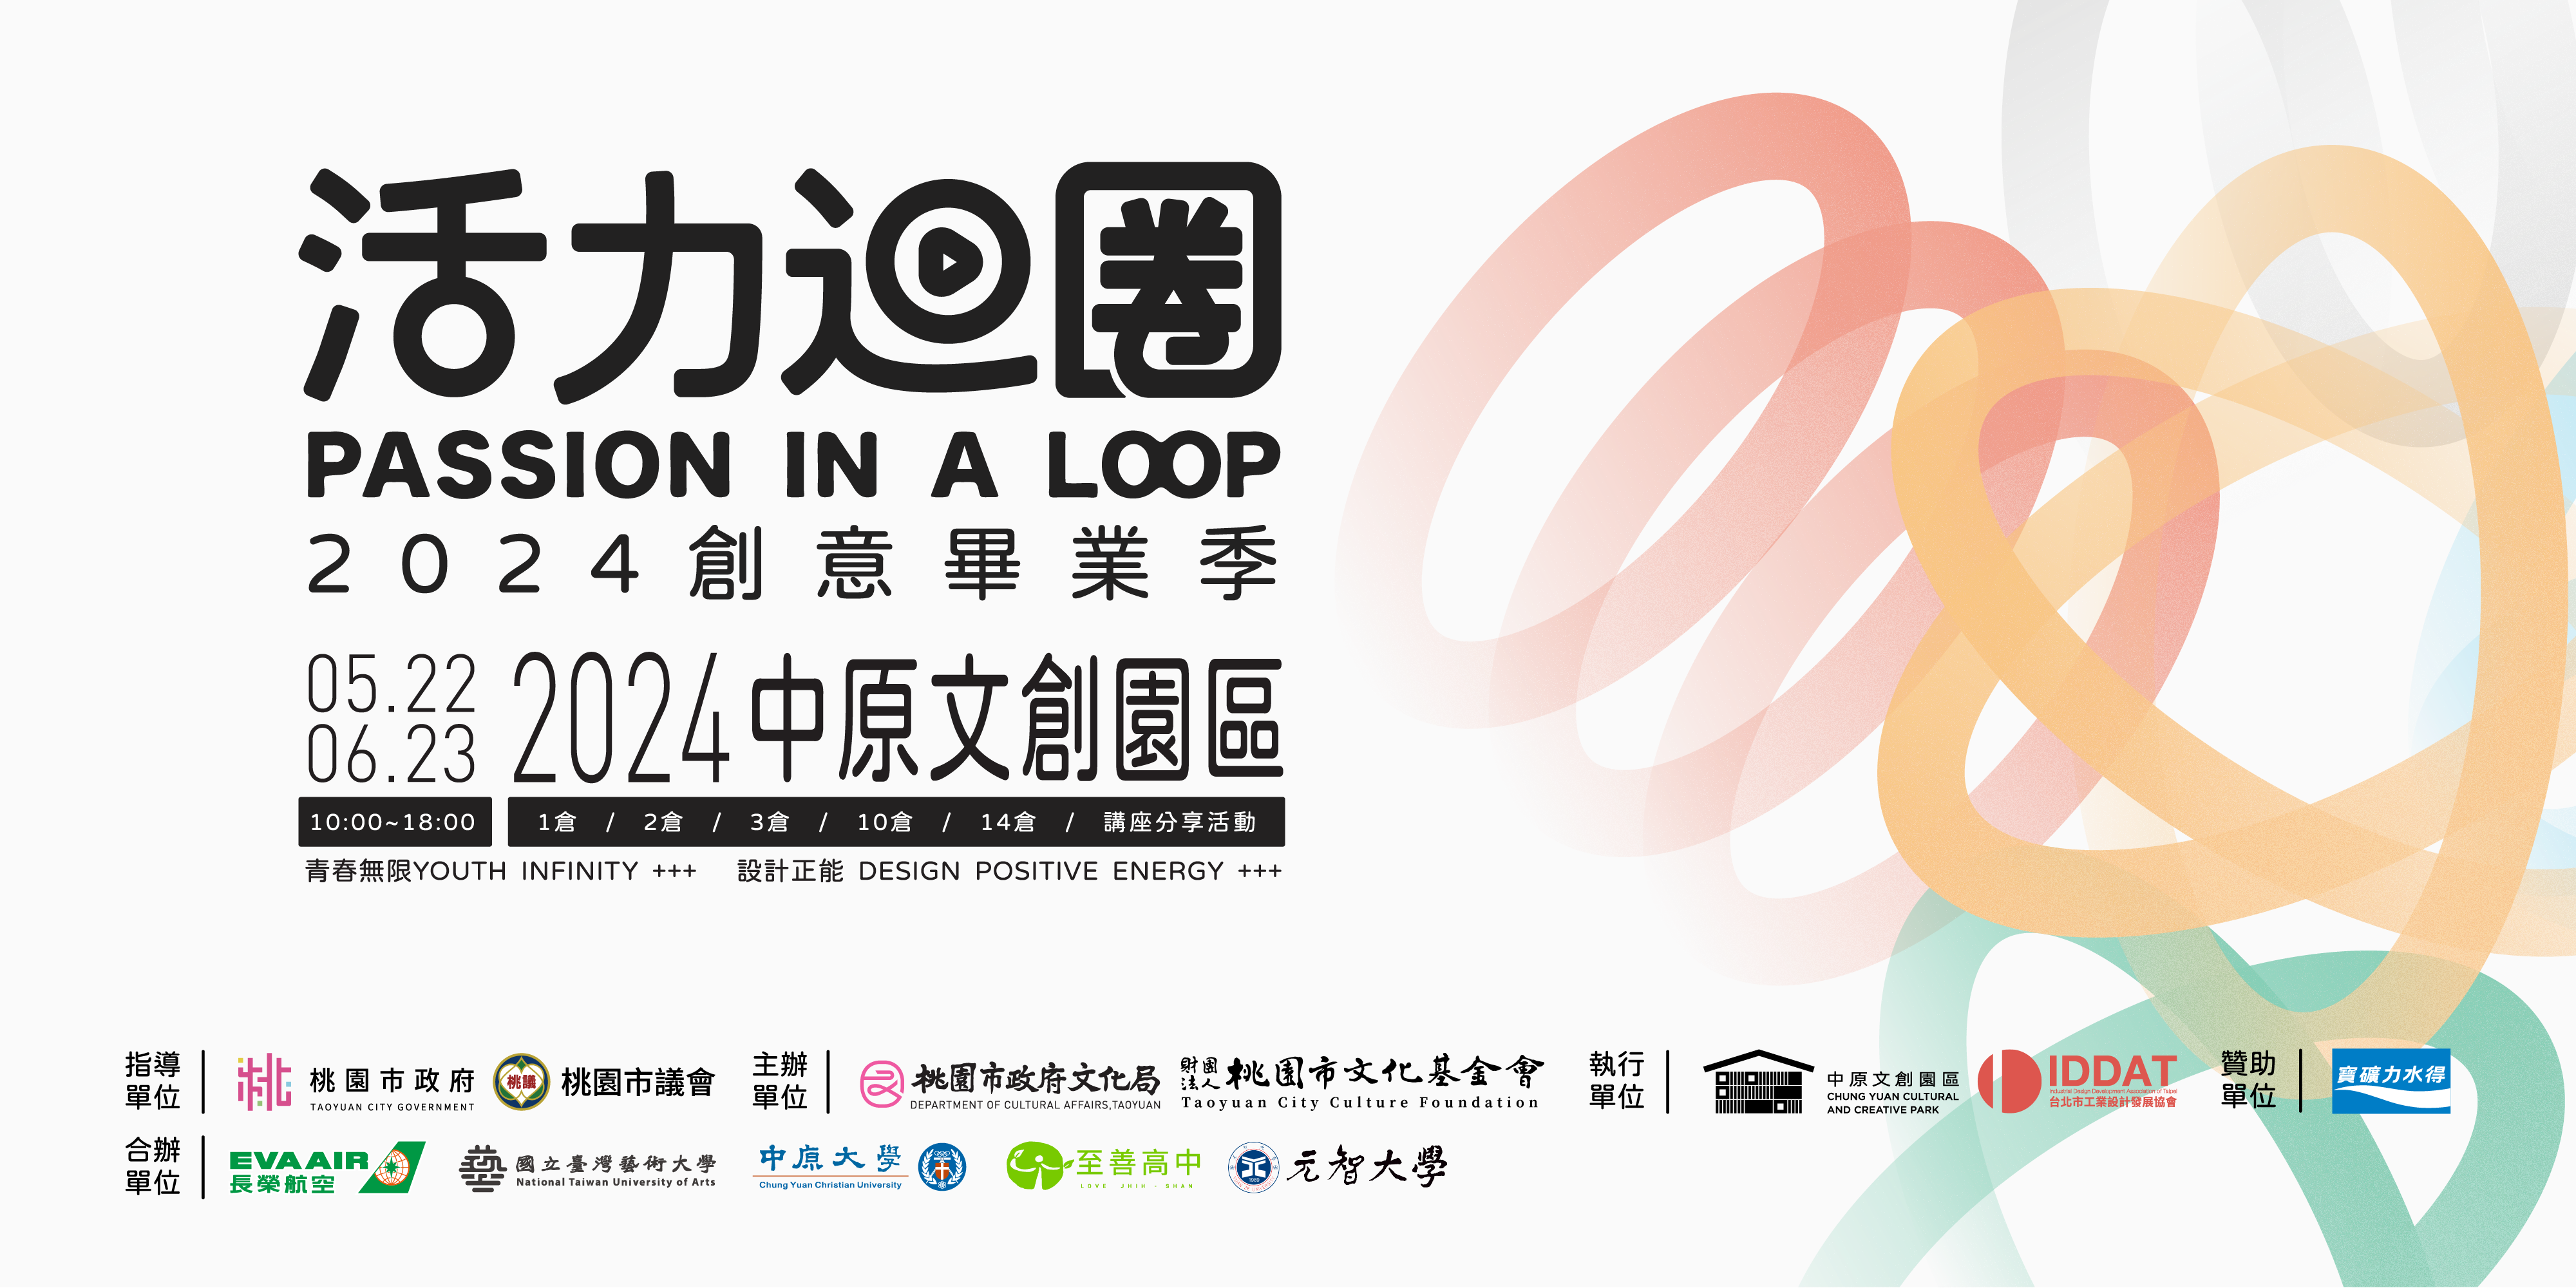 活力迴圈
PASSION IN A LOOP
2024創意畢業季
05.22
06.23
2024中原文創園區
10:00~18:00
1倉 / 2倉 / 3倉 / 10倉 / 14倉 / 講座分享活動
青春無限YOUTH INFINITY +++ 設計正能 DESIGN POSITIVE ENERGY +++
指導單位
桃園市政府
TAOYUAN CITY GOVERNMENT
桃議
桃園市議會
主辦單位
桃園市政府文化局
DEPARTMENT OF CULTURAL AFFAIRS,TAOYUAN
財團法人桃園市文化基金會
Taoyuan City Culture Foundation
執行單位
中原文創園區
CHUNG YUAN CULTURAL
AND CREATIVE PARK
IDDAT
Industrial Design Development Association of Taipei
台北市工業設計發展協會
贊助單位
寶礦力水得
合辦單位
EVA AIR
長榮航空
國立臺灣藝術大學
National Taiwan University of Arts
中原大學
Chung Yuan Christian University
至善高中
LOVE JHIH-SHAN
元智大學